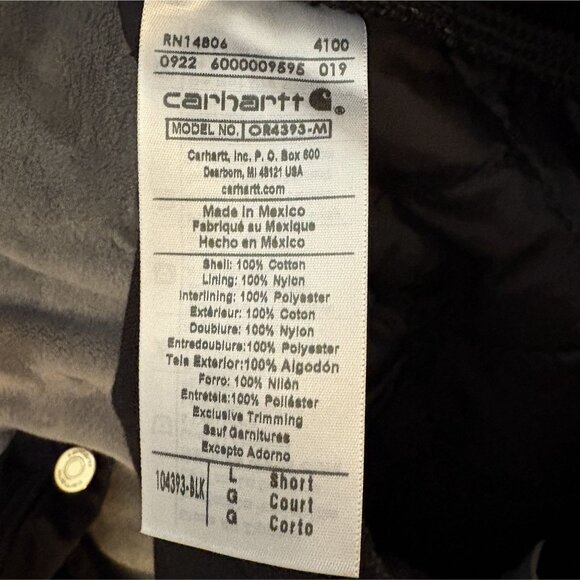 RN14806 4100
0922 6000009595 019
carhartt
MODEL NO. OR4393-M
Carhartt, Inc. P. O. Box 600
Dearborn, MI 48121 USA
carhartt.com
Made in Mexico
Fabriqué au Mexique
Hecho en México
Shell: 100% Cotton
Lining: 100% Nylon
Interlining: 100% Polyester
Extérieur: 100% Coton
Doublure: 100% Nylon
Entredoublure:100% Polyester
Tela Exterior:100% Algodón
Forro: 100% Nilón
Entretela:100% Poliéster
Exclusive Trimming
Sauf Garnitures
Excepto Adorno
104393-BLK L Short
G Court
G Corto